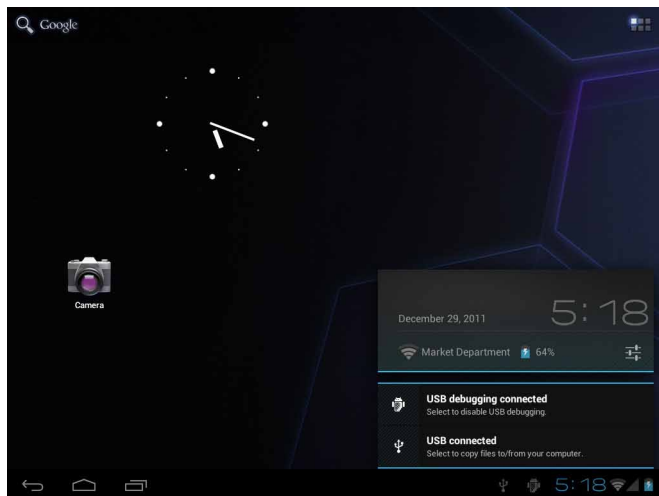 Google
Camera
December 29, 2011
5:18
Market Department
64%
USB debugging connected
Select to disable USB debugging.
USB connected
Select to copy files to/from your computer.
5:18